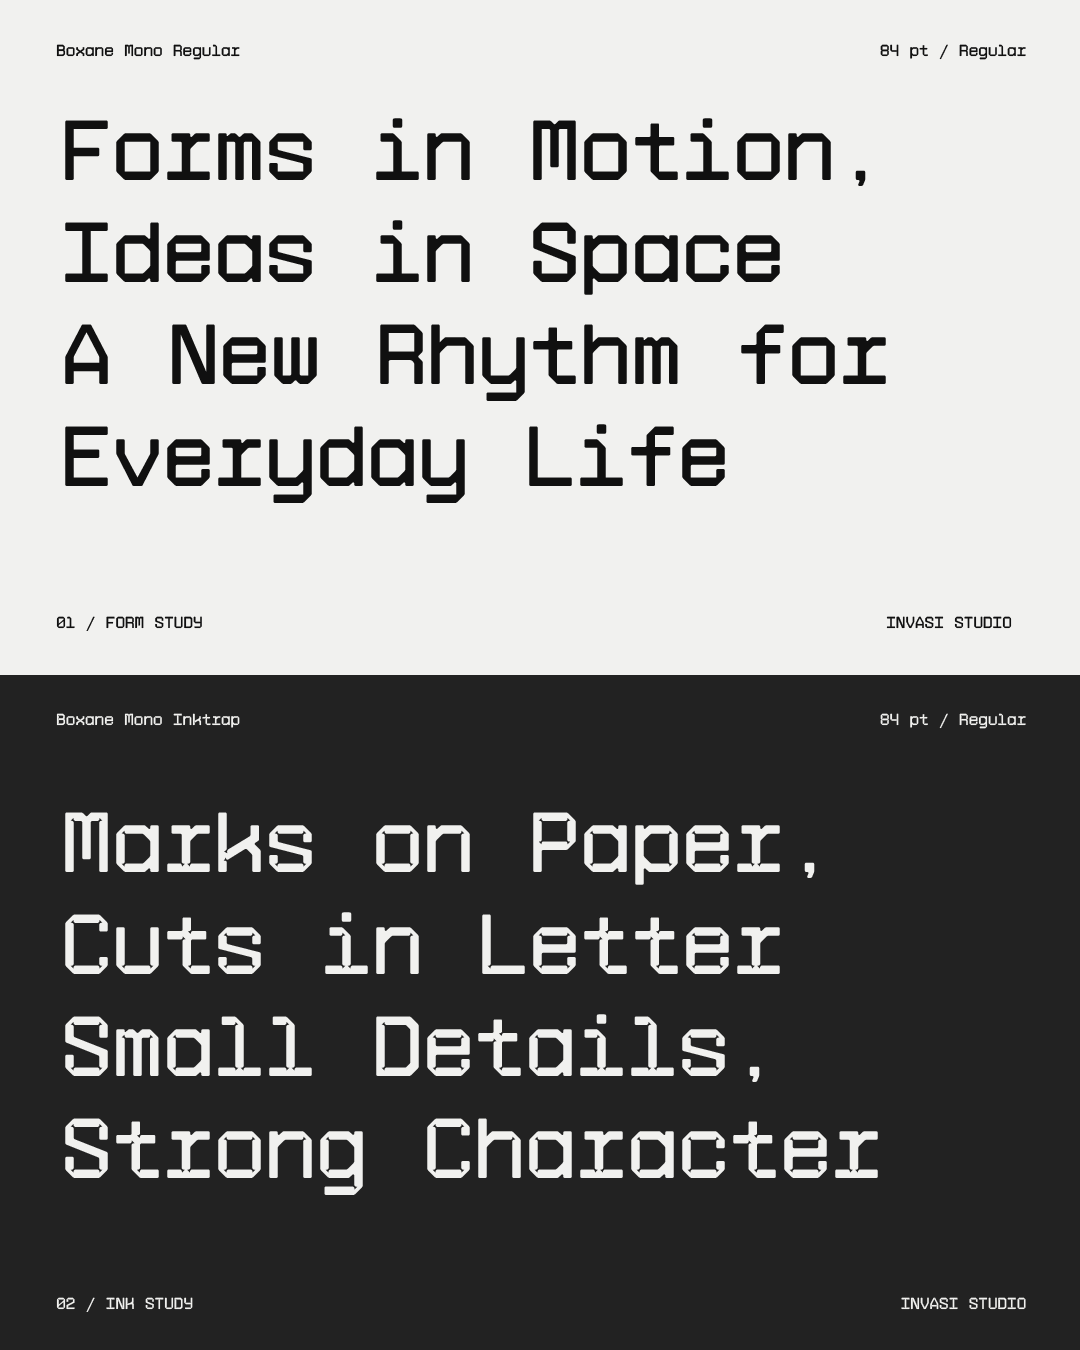 Boxane Mono Regular
84 pt / Regular
Forms in Motion,
Ideas in Space
A New Rhythm for
Everyday Life
01 / FORM STUDY
INVASI STUDIO
Boxane Mono Inktrap
84 pt / Regular
Marks on Paper,
Cuts in Letter
Small Details,
Strong Character
02 / INK STUDY
INVASI STUDIO